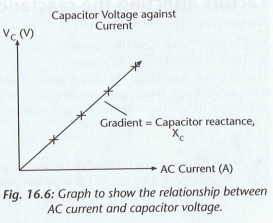 Capacitor Voltage against
Current
V_C (V)
Gradient = Capacitor reactance,
X_C
AC Current (A)
Fig. 16.6: Graph to show the relationship between
AC current and capacitor voltage.